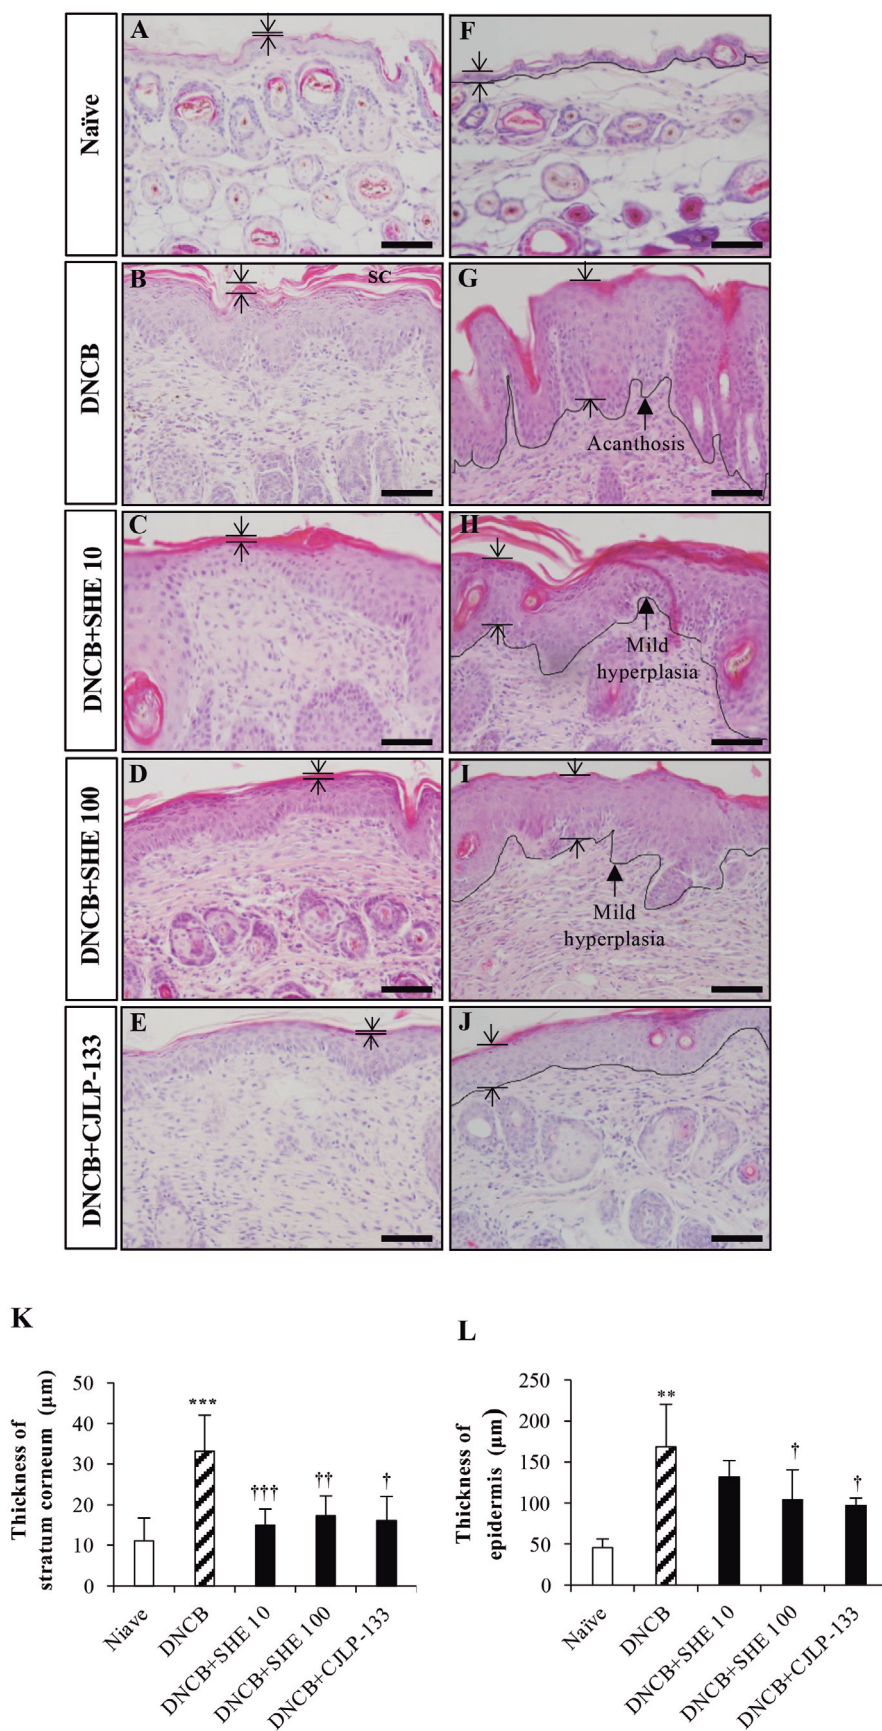 Naïve
A
F
DNCB
B
SC
G
Acanthosis
DNCB+SHE 10
C
H
Mild
hyperplasia
DNCB+SHE 100
D
I
Mild
hyperplasia
DNCB+CJLP-133
E
J
K
Thickness of
stratum corneum (μm)
50
40
30
20
10
0
***
†††
††
†
Niave
DNCB
DNCB+SHE 10
DNCB+SHE 100
DNCB+CJLP-133
L
Thickness of
epidermis (μm)
250
200
150
100
50
0
**
†
†
Naïve
DNCB
DNCB+SHE 10
DNCB+SHE 100
DNCB+CJLP-133